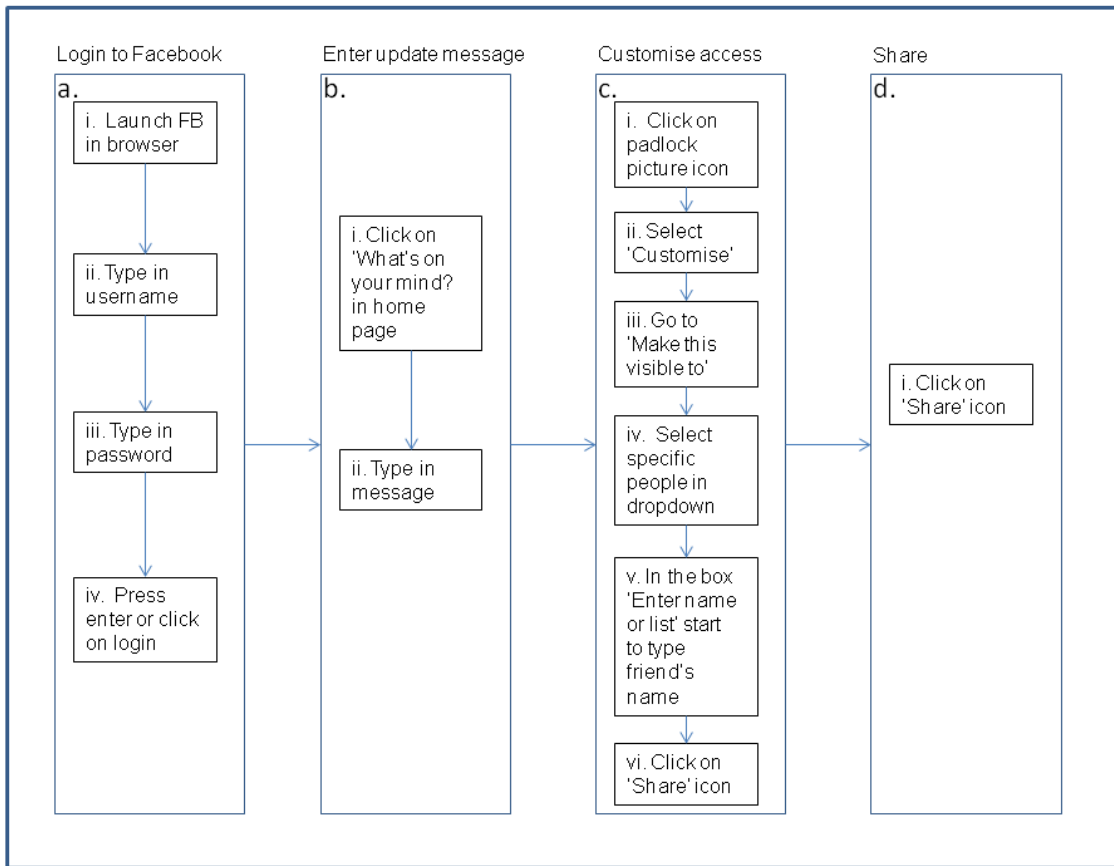 Login to Facebook
a.
i. Launch FB
in browser
ii. Type in
username
iii. Type in
password
iv. Press
enter or click
on login
Enter update message
b.
i. Click on
'What's on
your mind?
in home
page
ii. Type in
message
Customise access
c.
i. Click on
padlock
picture icon
ii. Select
'Customise'
iii. Go to
'Make this
visible to'
iv. Select
specific
people in
dropdown
v. In the box
'Enter name
or list' start
to type
friend's
name
vi. Click on
'Share' icon
Share
d.
i. Click on
'Share' icon